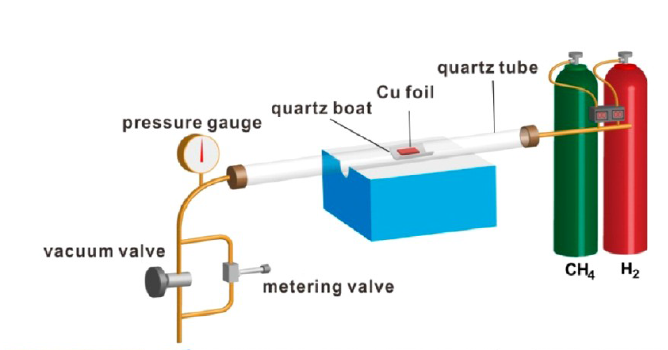 quartz tube
Cu foil
quartz boat
pressure gauge
vacuum valve
metering valve
CH₄
H₂